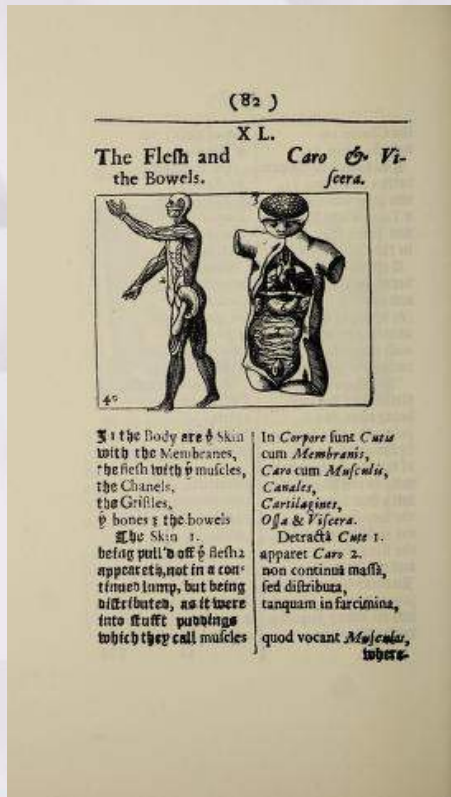 (82)
XL.
The Fleſh and
the Bowels.
Caro & Vi-
ſcera.
3
2
40
In the Body are yͤ Skin
with the Membranes,
the fleſh with yͤ muſcles,
the Chanels,
the Griſtles,
yͤ bones & the bowels
The Skin 1.
being pull'd off yͤ fleſh2
appeareth,not in a con-
tinued lump, but being
diſtributed, as it were
into ſtufft puddings
which they call muſcles
In Corpore ſunt Cutis
cum Membranis,
Caro cum Muſculis,
Canales,
Cartilagines,
Oſſa & Viſcera.
Detractâ Cute 1.
apparet Caro 2.
non continuâ maſſâ,
ſed diſtributa,
tanquam in farcimina,
quod vocant Muſculos,
where-